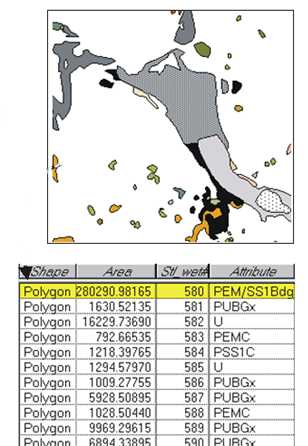 Shape Area Stl_wet# Attribute
Polygon 280290.98165 580 PEM/SS1Bdg
Polygon 1630.52135 581 PUBGx
Polygon 16229.73690 582 U
Polygon 792.66535 583 PEMC
Polygon 1218.39765 584 PSS1C
Polygon 1294.57970 585 U
Polygon 1009.27755 586 PUBGx
Polygon 5928.50895 587 PUBGx
Polygon 1028.50440 588 PEMC
Polygon 9969.29615 589 PUBGx
Polygon 6894.33895 590 PUBGx